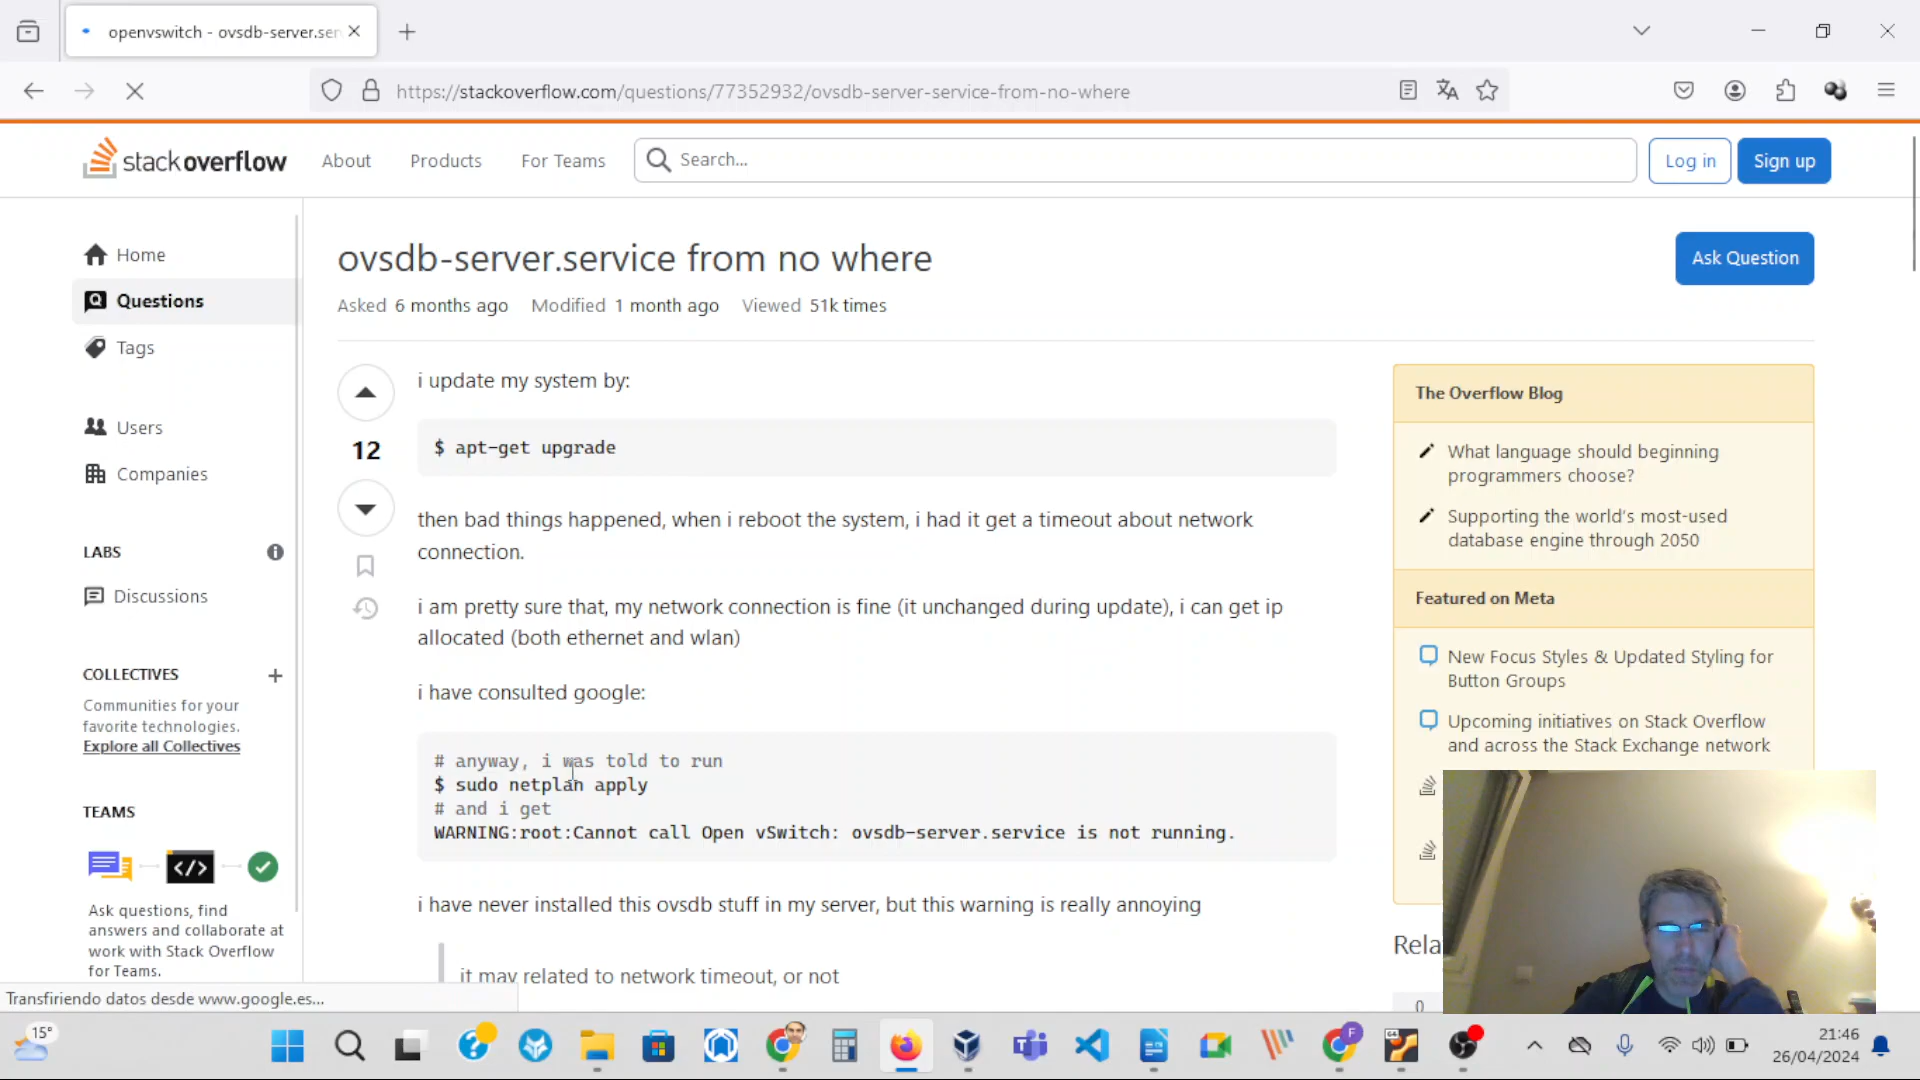 openvswitch - ovsdb-server.ser
https://stackoverflow.com/questions/77352932/ovsdb-server-service-from-no-where
stackoverflow
About
Products
For Teams
Search...
Log in
Sign up
Home
Questions
Tags
Users
Companies
LABS
Discussions
COLLECTIVES
Communities for your
favorite technologies.
Explore all Collectives
TEAMS
Ask questions, find
answers and collaborate at
work with Stack Overflow
for Teams.
ovsdb-server.service from no where
Ask Question
Asked 6 months ago Modified 1 month ago Viewed 51k times
12
i update my system by:
$ apt-get upgrade
then bad things happened, when i reboot the system, i had it get a timeout about network
connection.
i am pretty sure that, my network connection is fine (it unchanged during update), i can get ip
allocated (both ethernet and wlan)
i have consulted google:
# anyway, i was told to run
$ sudo netplan apply
# and i get
WARNING:root:Cannot call Open vSwitch: ovsdb-server.service is not running.
i have never installed this ovsdb stuff in my server, but this warning is really annoying
it may related to network timeout, or not
The Overflow Blog
What language should beginning
programmers choose?
Supporting the world's most-used
database engine through 2050
Featured on Meta
New Focus Styles & Updated Styling for
Button Groups
Upcoming initiatives on Stack Overflow
and across the Stack Exchange network
Rela
0
Transfiriendo datos desde www.google.es...
15°
21:46
26/04/2024